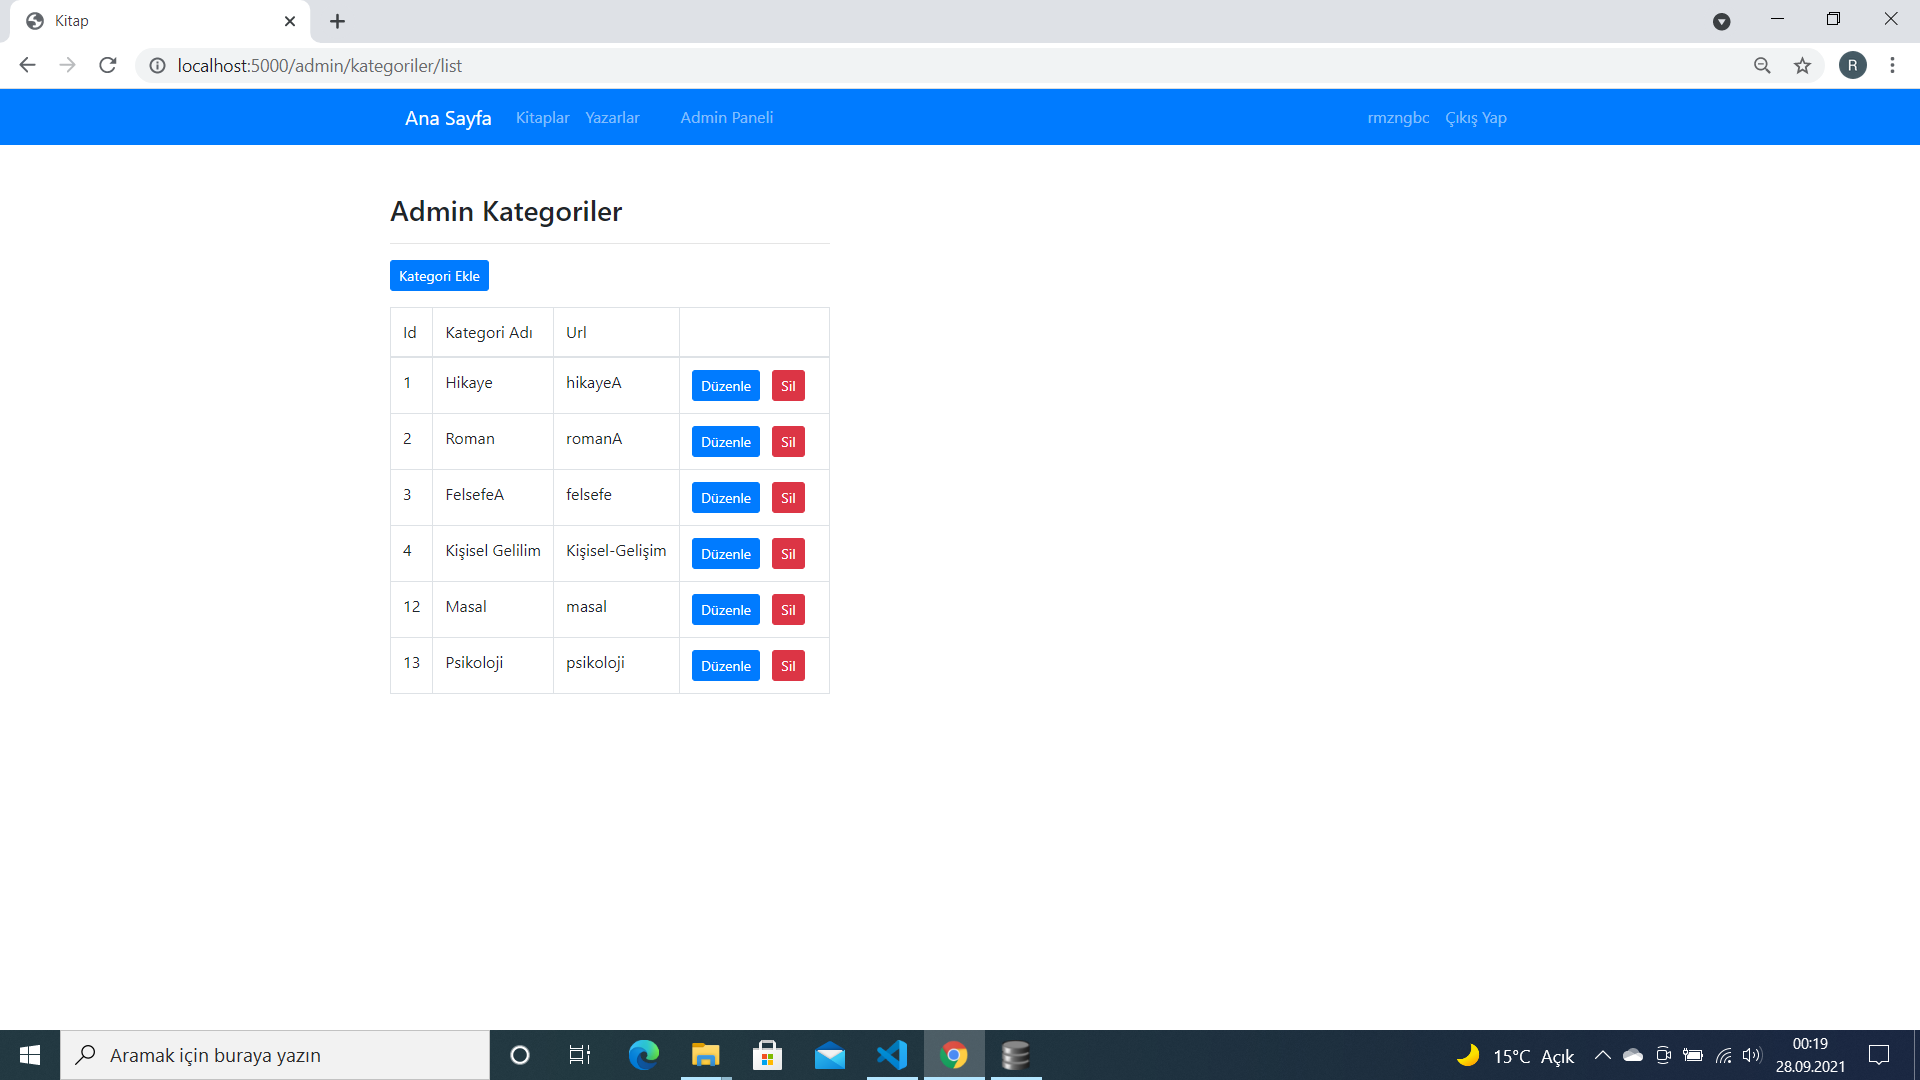 Kitap
localhost:5000/admin/kategoriler/list
R
Ana Sayfa Kitaplar Yazarlar Admin Paneli rmzngbc Çıkış Yap
Admin Kategoriler
Kategori Ekle
Id Kategori Adı Url
1 Hikaye hikayeA Düzenle Sil
2 Roman romanA Düzenle Sil
3 FelsefeA felsefe Düzenle Sil
4 Kişisel Gelilim Kişisel-Gelişim Düzenle Sil
12 Masal masal Düzenle Sil
13 Psikoloji psikoloji Düzenle Sil
Aramak için buraya yazın
15°C Açık
00:19
28.09.2021